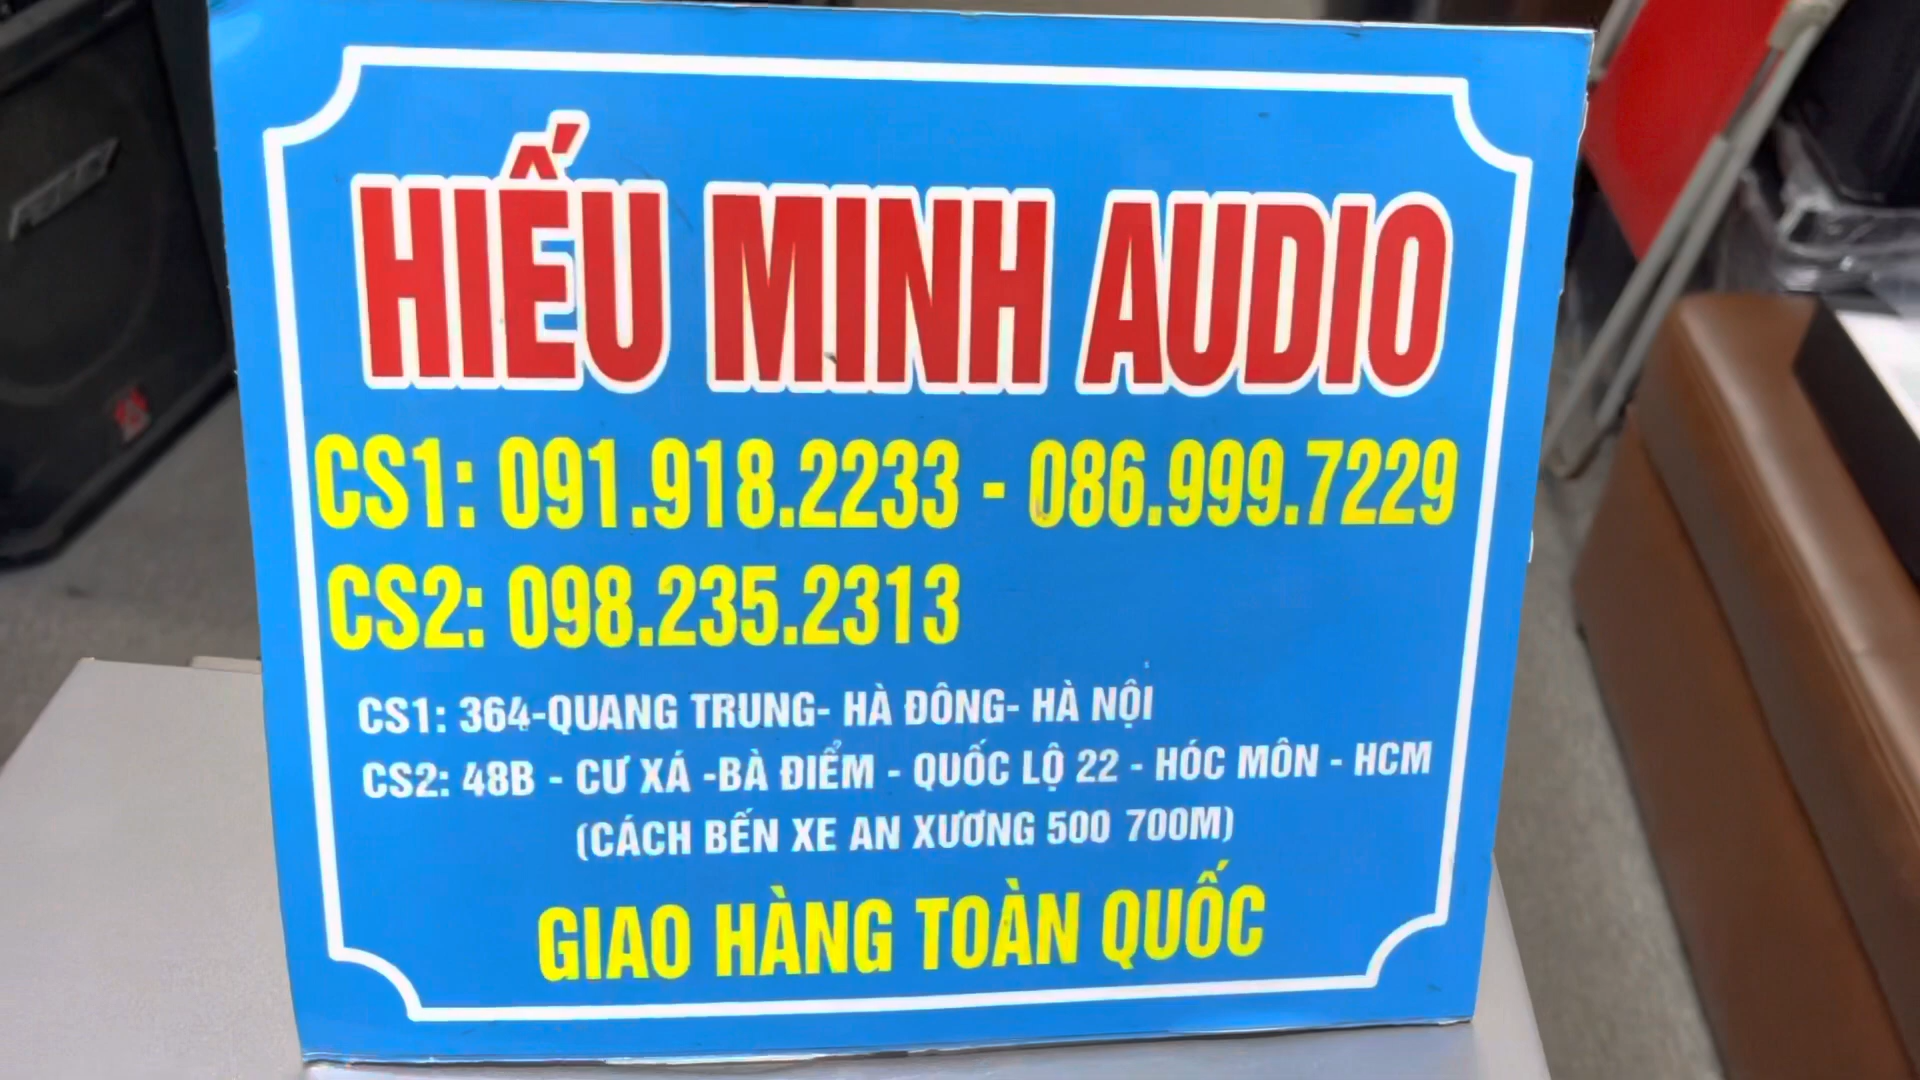 HIẾU MINH AUDIO
CS1: 091.918.2233 - 086.999.7229
CS2: 098.235.2313
CS1: 364-QUANG TRUNG- HÀ ĐÔNG- HÀ NỘI
CS2: 48B - CƯ XÁ -BÀ ĐIỂM - QUỐC LỘ 22 - HÓC MÔN - HCM
(CÁCH BẾN XE AN XƯƠNG 500 700M)
GIAO HÀNG TOÀN QUỐC